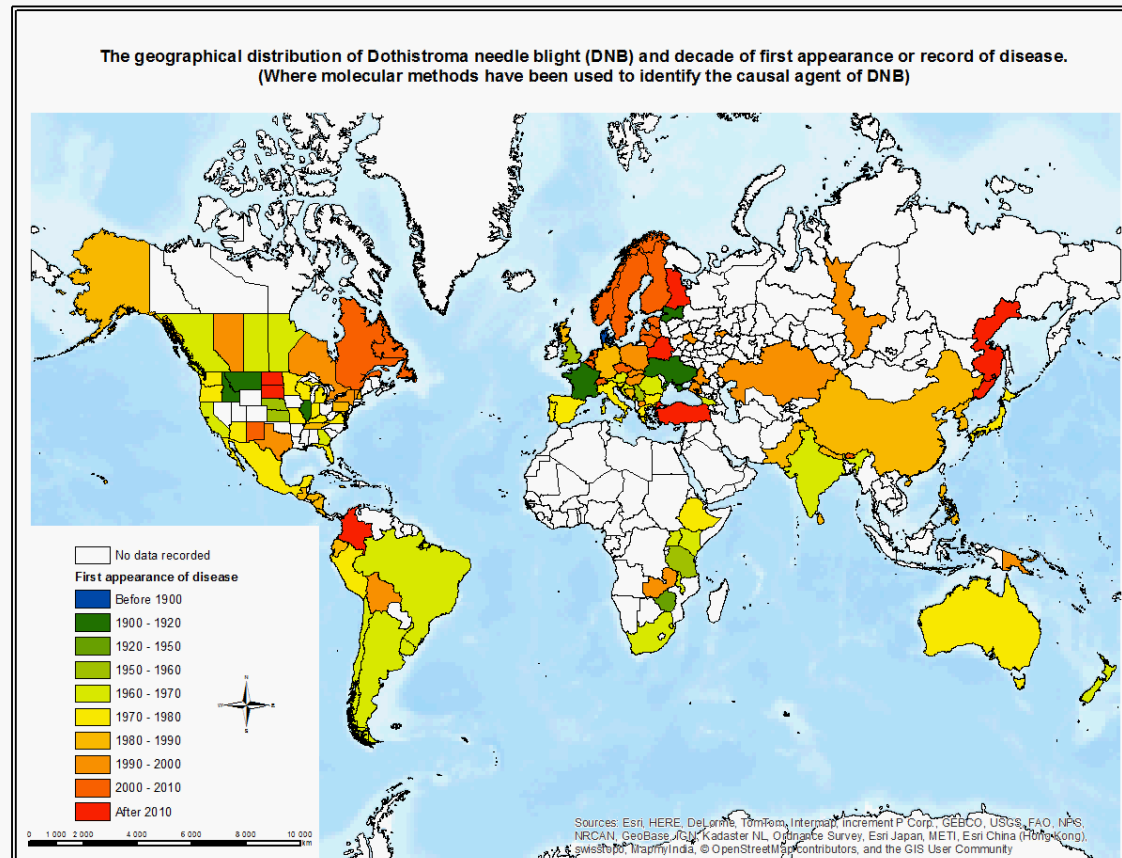 The geographical distribution of Dothistroma needle blight (DNB) and decade of first appearance or record of disease.
(Where molecular methods have been used to identify the causal agent of DNB)
No data recorded
First appearance of disease
Before 1900
1900 - 1920
1920 - 1950
1950 - 1960
1960 - 1970
1970 - 1980
1980 - 1990
1990 - 2000
2000 - 2010
After 2010
N
E
S
0 1 000 2 000 4 000 6 000 8 000 10 000
km
Sources: Esri, HERE, DeLorme, TomTom, Intermap, increment P Corp., GEBCO, USGS, FAO, NPS,
NRCAN, GeoBase, IGN, Kadaster NL, Ordnance Survey, Esri Japan, METI, Esri China (Hong Kong),
swisstopo, MapmyIndia, © OpenStreetMap contributors, and the GIS User Community